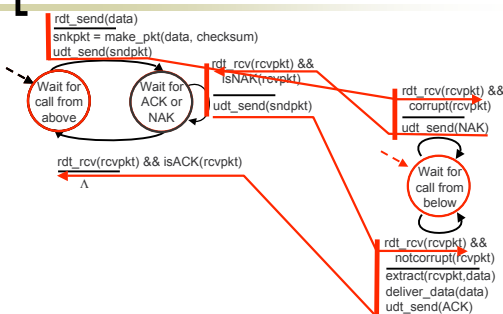 rdt_send(data)
snkpkt = make_pkt(data, checksum)
udt_send(sndpkt)
Wait for
call from
above
Wait for
ACK or
NAK
rdt_rcv(rcvpkt) &&
isNAK(rcvpkt)
udt_send(sndpkt)
rdt_rcv(rcvpkt) &&
corrupt(rcvpkt)
udt_send(NAK)
rdt_rcv(rcvpkt) && isACK(rcvpkt)
Λ
Wait for
call from
below
rdt_rcv(rcvpkt) &&
notcorrupt(rcvpkt)
extract(rcvpkt,data)
deliver_data(data)
udt_send(ACK)